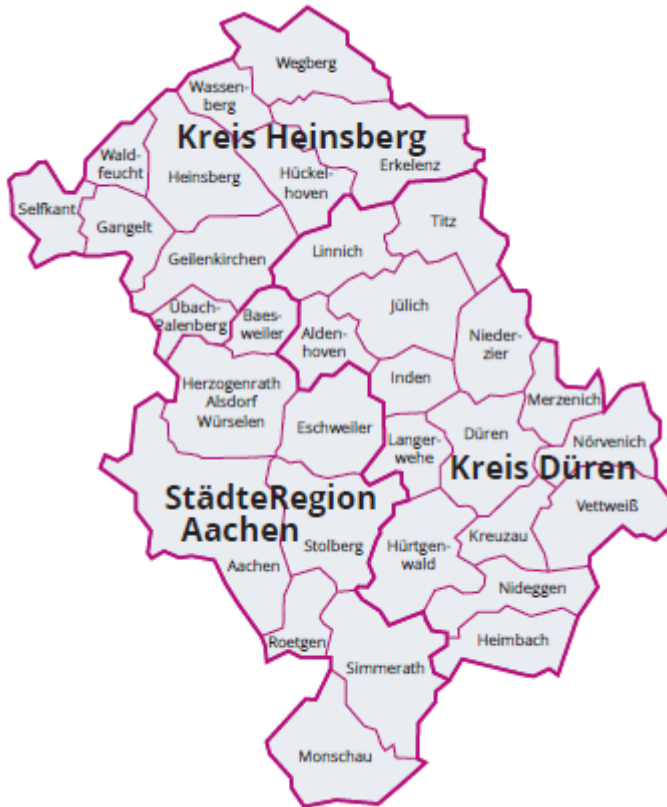 Wegberg
Wassen-
berg
Kreis Heinsberg
Erkelenz
Wald-
feucht
Heinsberg
Hückel-
hoven
Selfkant
Gangelt
Titz
Linnich
Geilenkirchen
Übach-
Palenberg
Baes-
weiler
Jülich
Alden-
hoven
Nieder-
zier
Inden
Herzogenrath
Alsdorf
Würselen
Merzenich
Eschweiler
Langer-
wehe
Düren
Nörvenich
Kreis Düren
StädteRegion
Aachen
Vettweiß
Stolberg
Hürtgen-
wald
Kreuzau
Aachen
Nideggen
Roetgen
Heimbach
Simmerath
Monschau